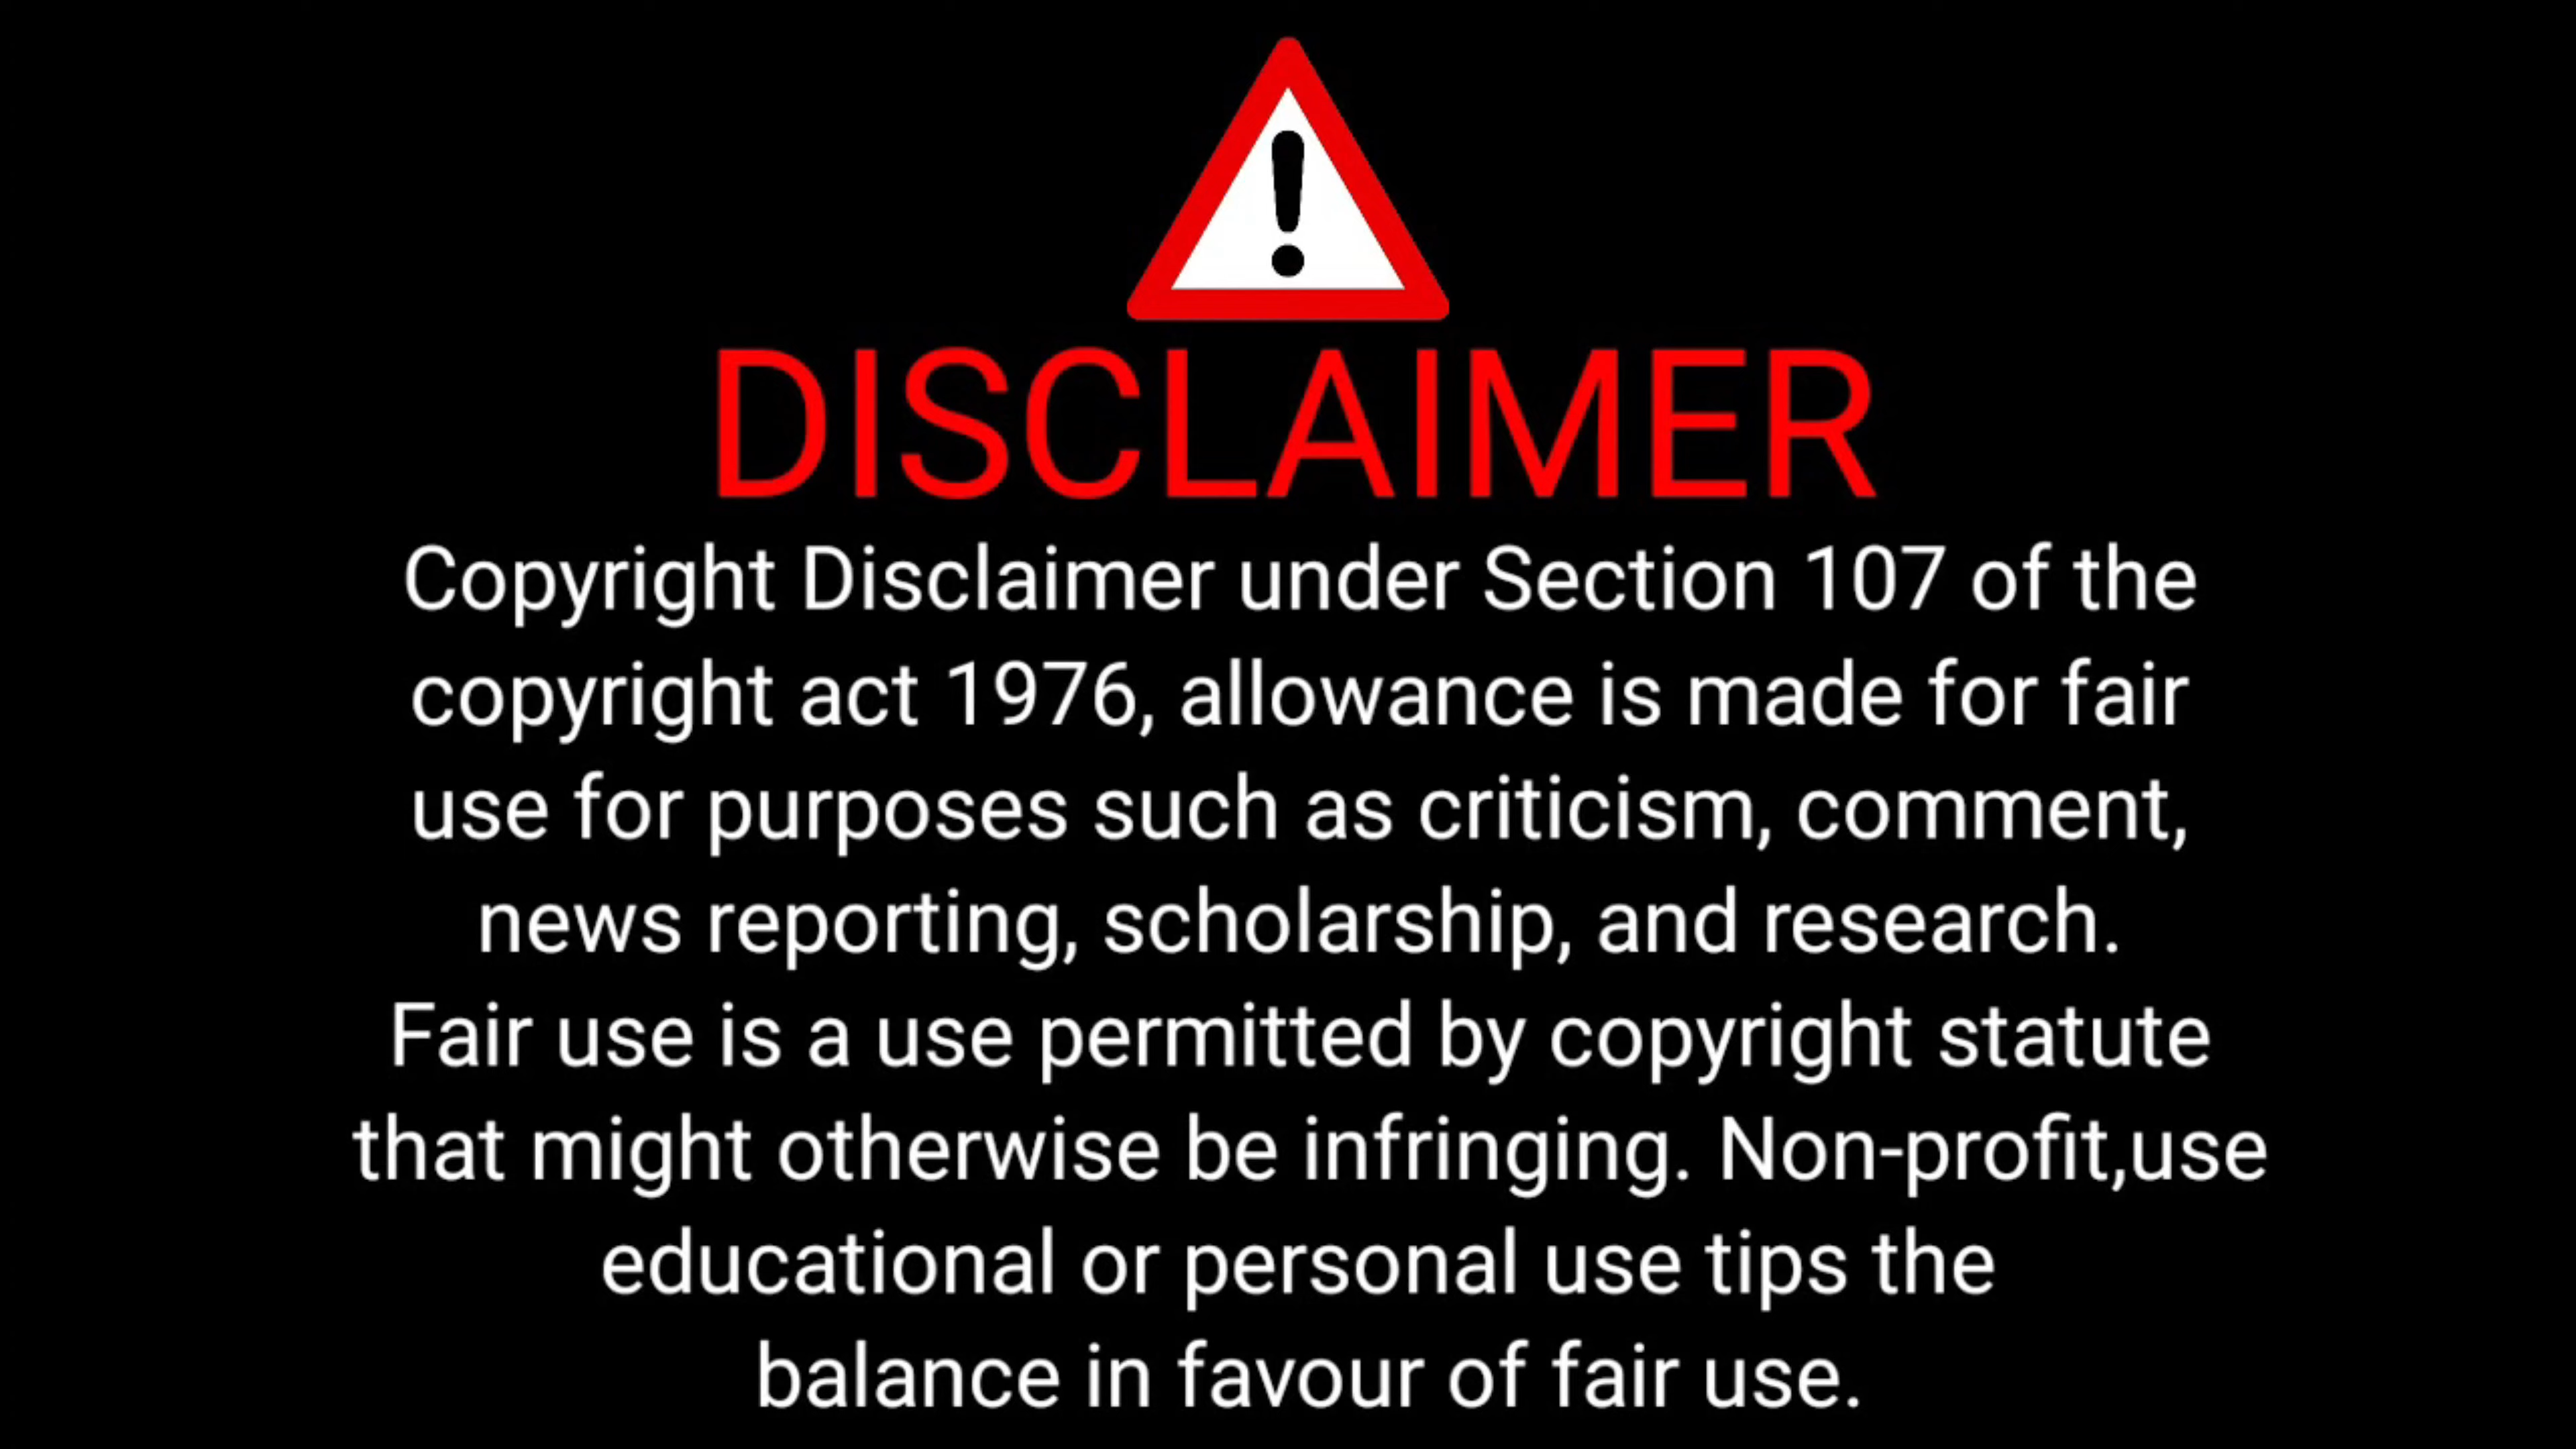 DISCLAIMER
Copyright Disclaimer under Section 107 of the
copyright act 1976, allowance is made for fair
use for purposes such as criticism, comment,
news reporting, scholarship, and research.
Fair use is a use permitted by copyright statute
that might otherwise be infringing. Non-profit,use
educational or personal use tips the
balance in favour of fair use.